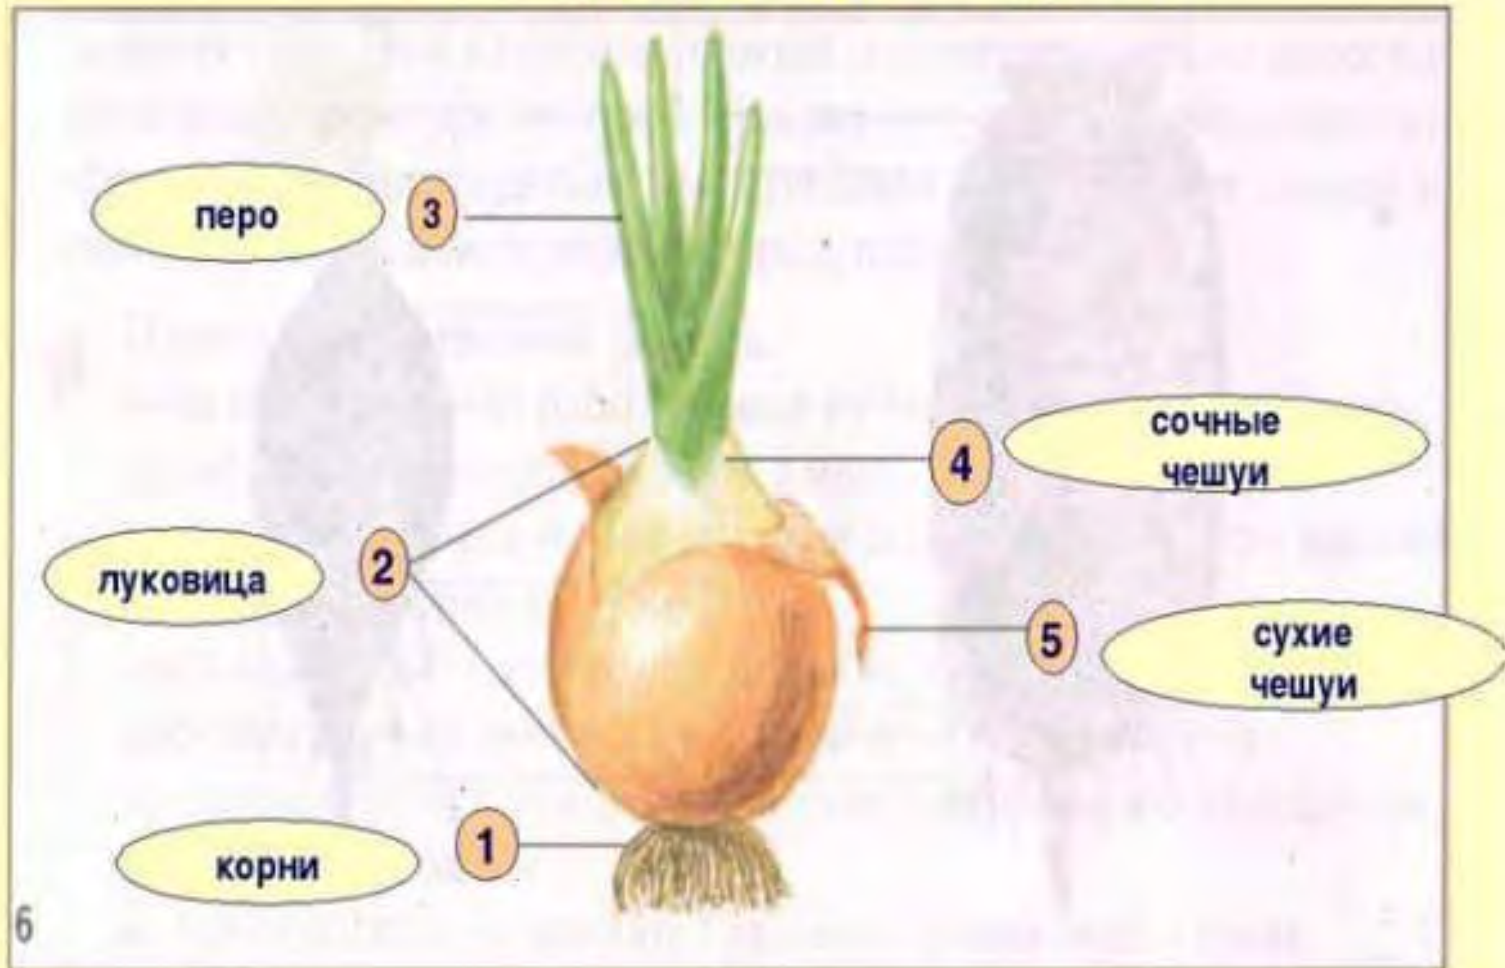 перо
3
сочные
чешуи
4
луковица
2
сухие
чешуи
5
корни
1
6